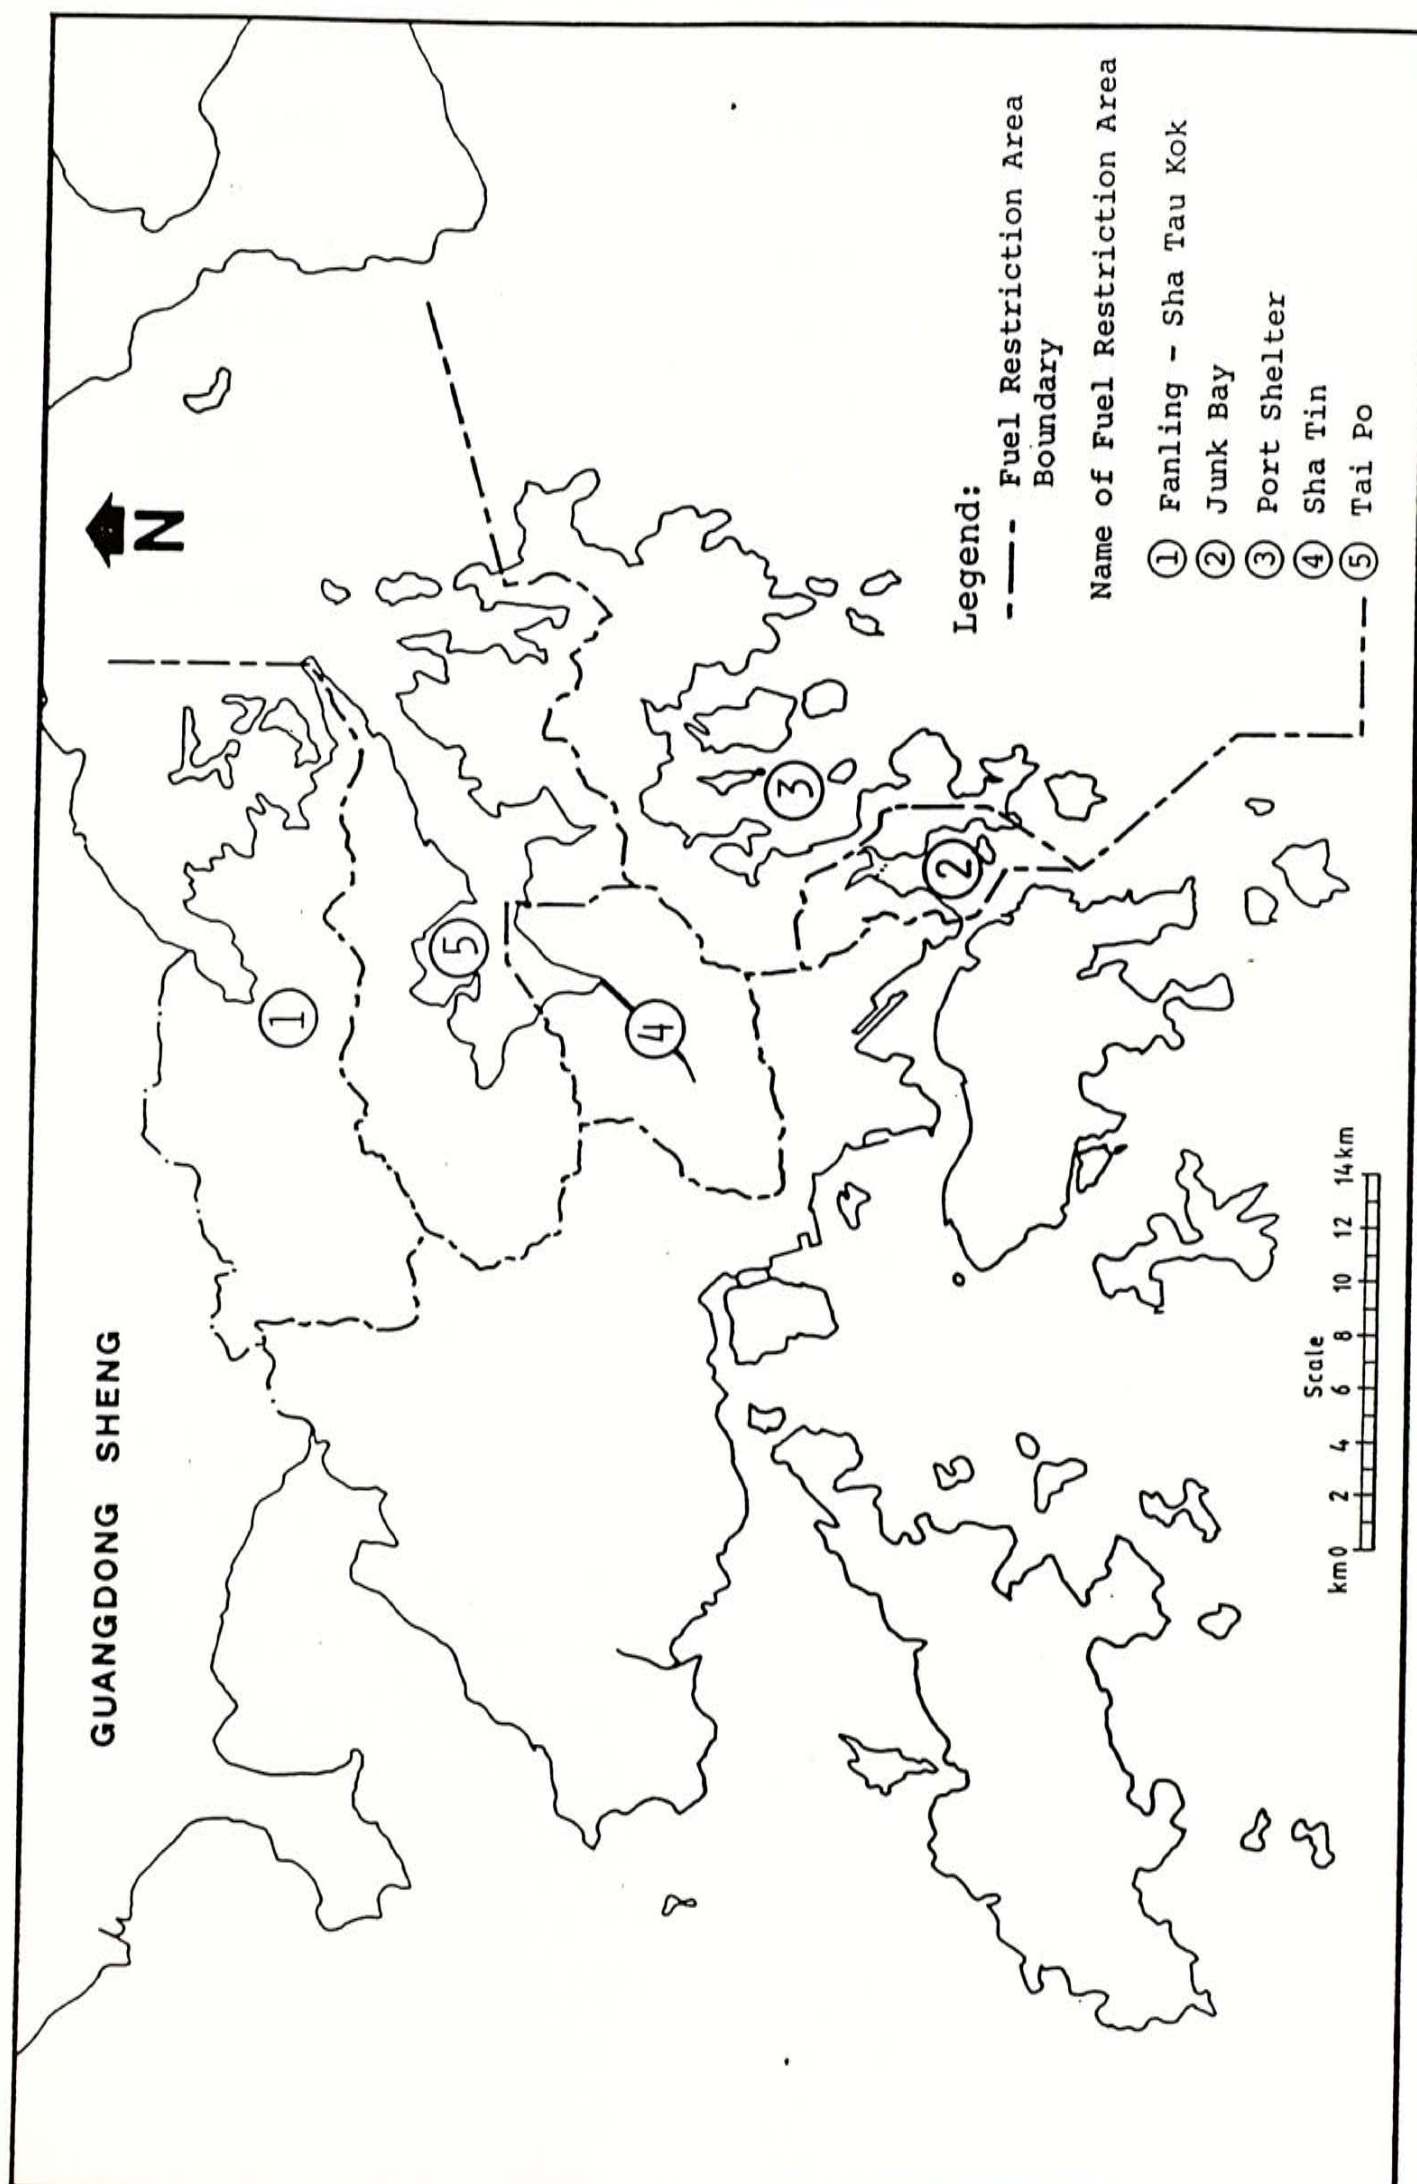 GUANGDONG SHENG
N
1
5
4
3
2
Legend:
Fuel Restriction Area
Boundary
Name of Fuel Restriction Area
1 Fanling - Sha Tau Kok
2 Junk Bay
3 Port Shelter
4 Sha Tin
5 Tai Po
Scale
km 0 2 4 6 8 10 12 14km